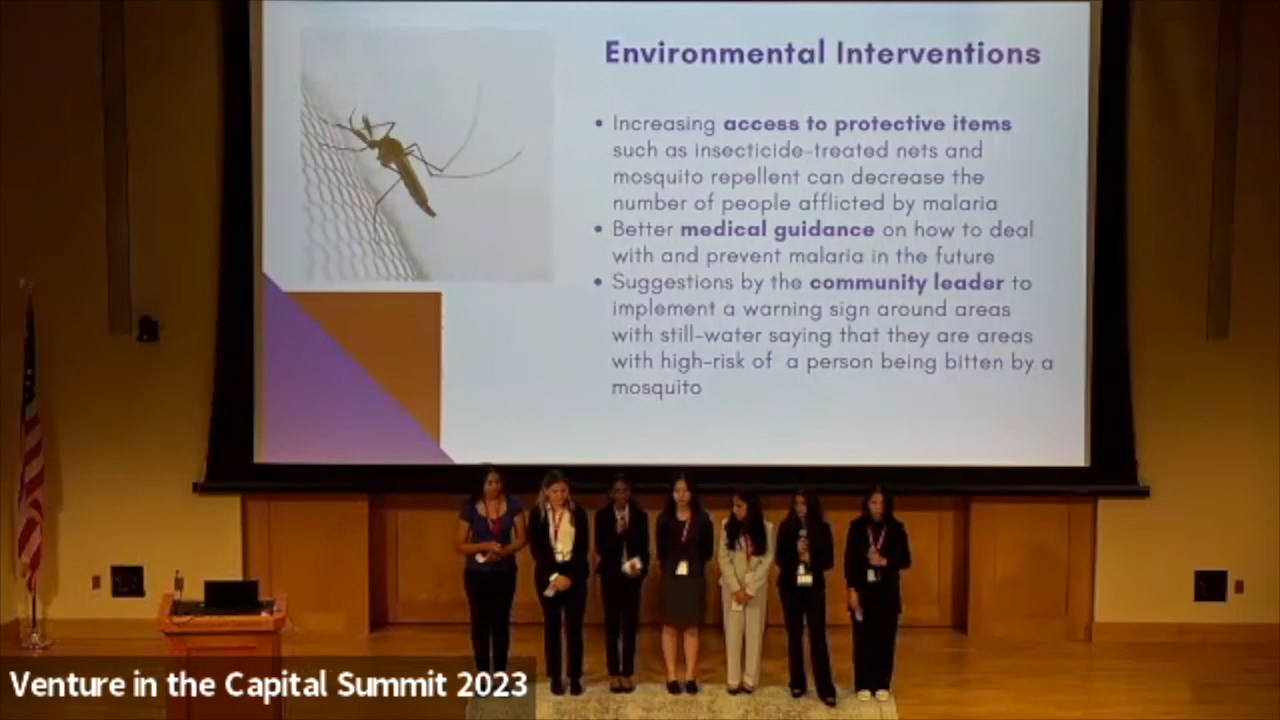 Environmental Interventions
• Increasing access to protective items
such as insecticide-treated nets and
mosquito repellent can decrease the
number of people afflicted by malaria
• Better medical guidance on how to deal
with and prevent malaria in the future
• Suggestions by the community leader to
implement a warning sign around areas
with still-water saying that they are areas
with high-risk of a person being bitten by a
mosquito
Venture in the Capital Summit 2023